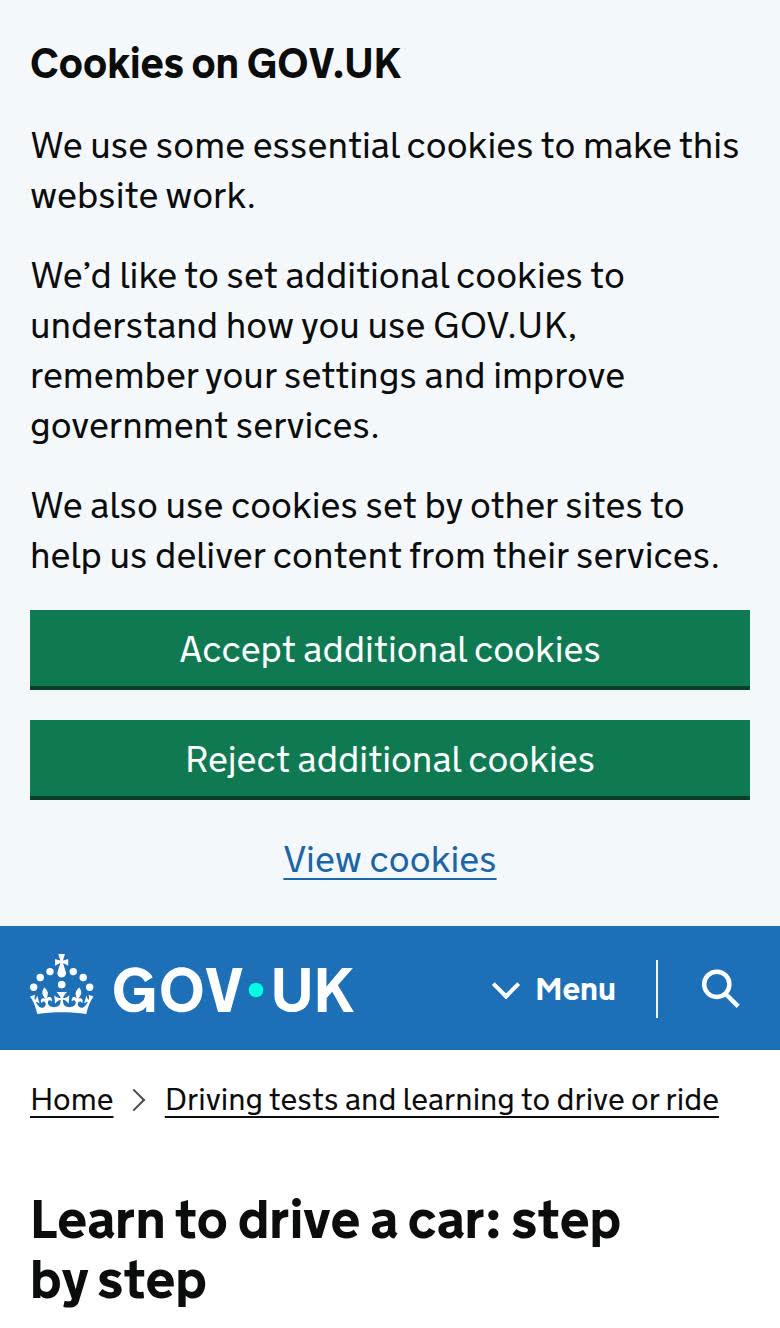 Cookies on GOV.UK
We use some essential cookies to make this
website work.
We’d like to set additional cookies to
understand how you use GOV.UK,
remember your settings and improve
government services.
We also use cookies set by other sites to
help us deliver content from their services.
Accept additional cookies
Reject additional cookies
View cookies
GOV·UK Menu
Home Driving tests and learning to drive or ride
Learn to drive a car: step
by step